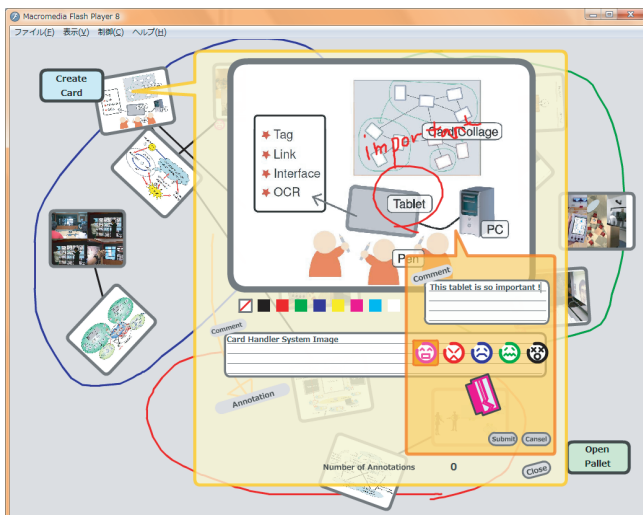 Macromedia Flash Player 8
ファイル(F) 表示(V) 制御(C) ヘルプ(H)
Create
Card
Tag
Link
Interface
OCR
Card Collage
important
Tablet
PC
Pen
Comment
This tablet is so important !
Comment
Card Handler System Image
Annotation
Submit
Cansel
Number of Annotations 0
Close
Open
Pallet